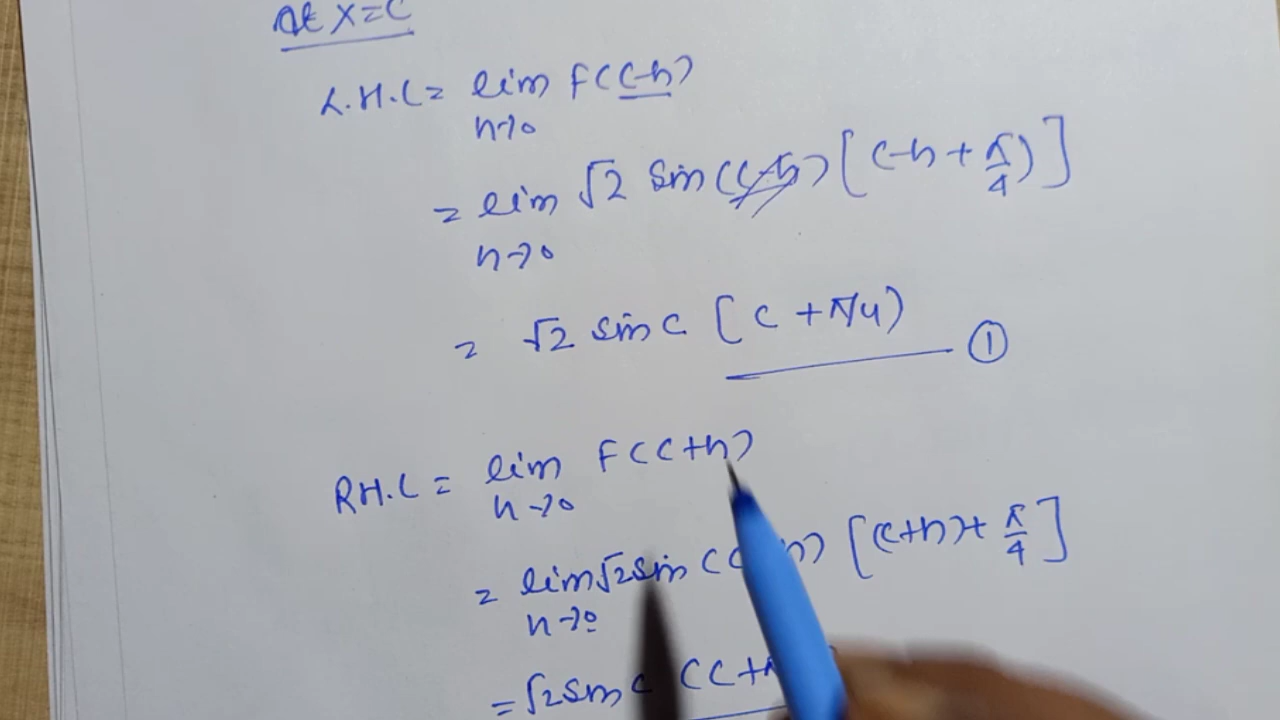 At x=c
L.H.L= lim F(c-h)
h→0
= lim √2 sin(c-h) [c-h + π/4)]
h→0
= √2 sin c [c + π/4) ①
R.H.L = lim F(c+h)
h→0
= lim √2 sin (c h) [(c+h)+ π/4]
h→0
= √2 sin c (c+